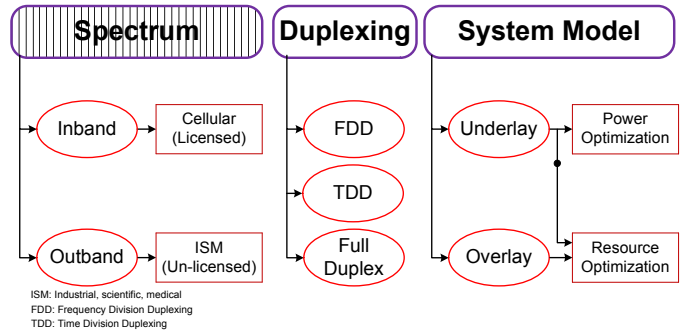 Spectrum
Duplexing
System Model
Inband
Cellular
(Licensed)
FDD
Underlay
Power
Optimization
TDD
Outband
ISM
(Un-licensed)
Full
Duplex
Overlay
Resource
Optimization
ISM: Industrial, scientific, medical
FDD: Frequency Division Duplexing
TDD: Time Division Duplexing